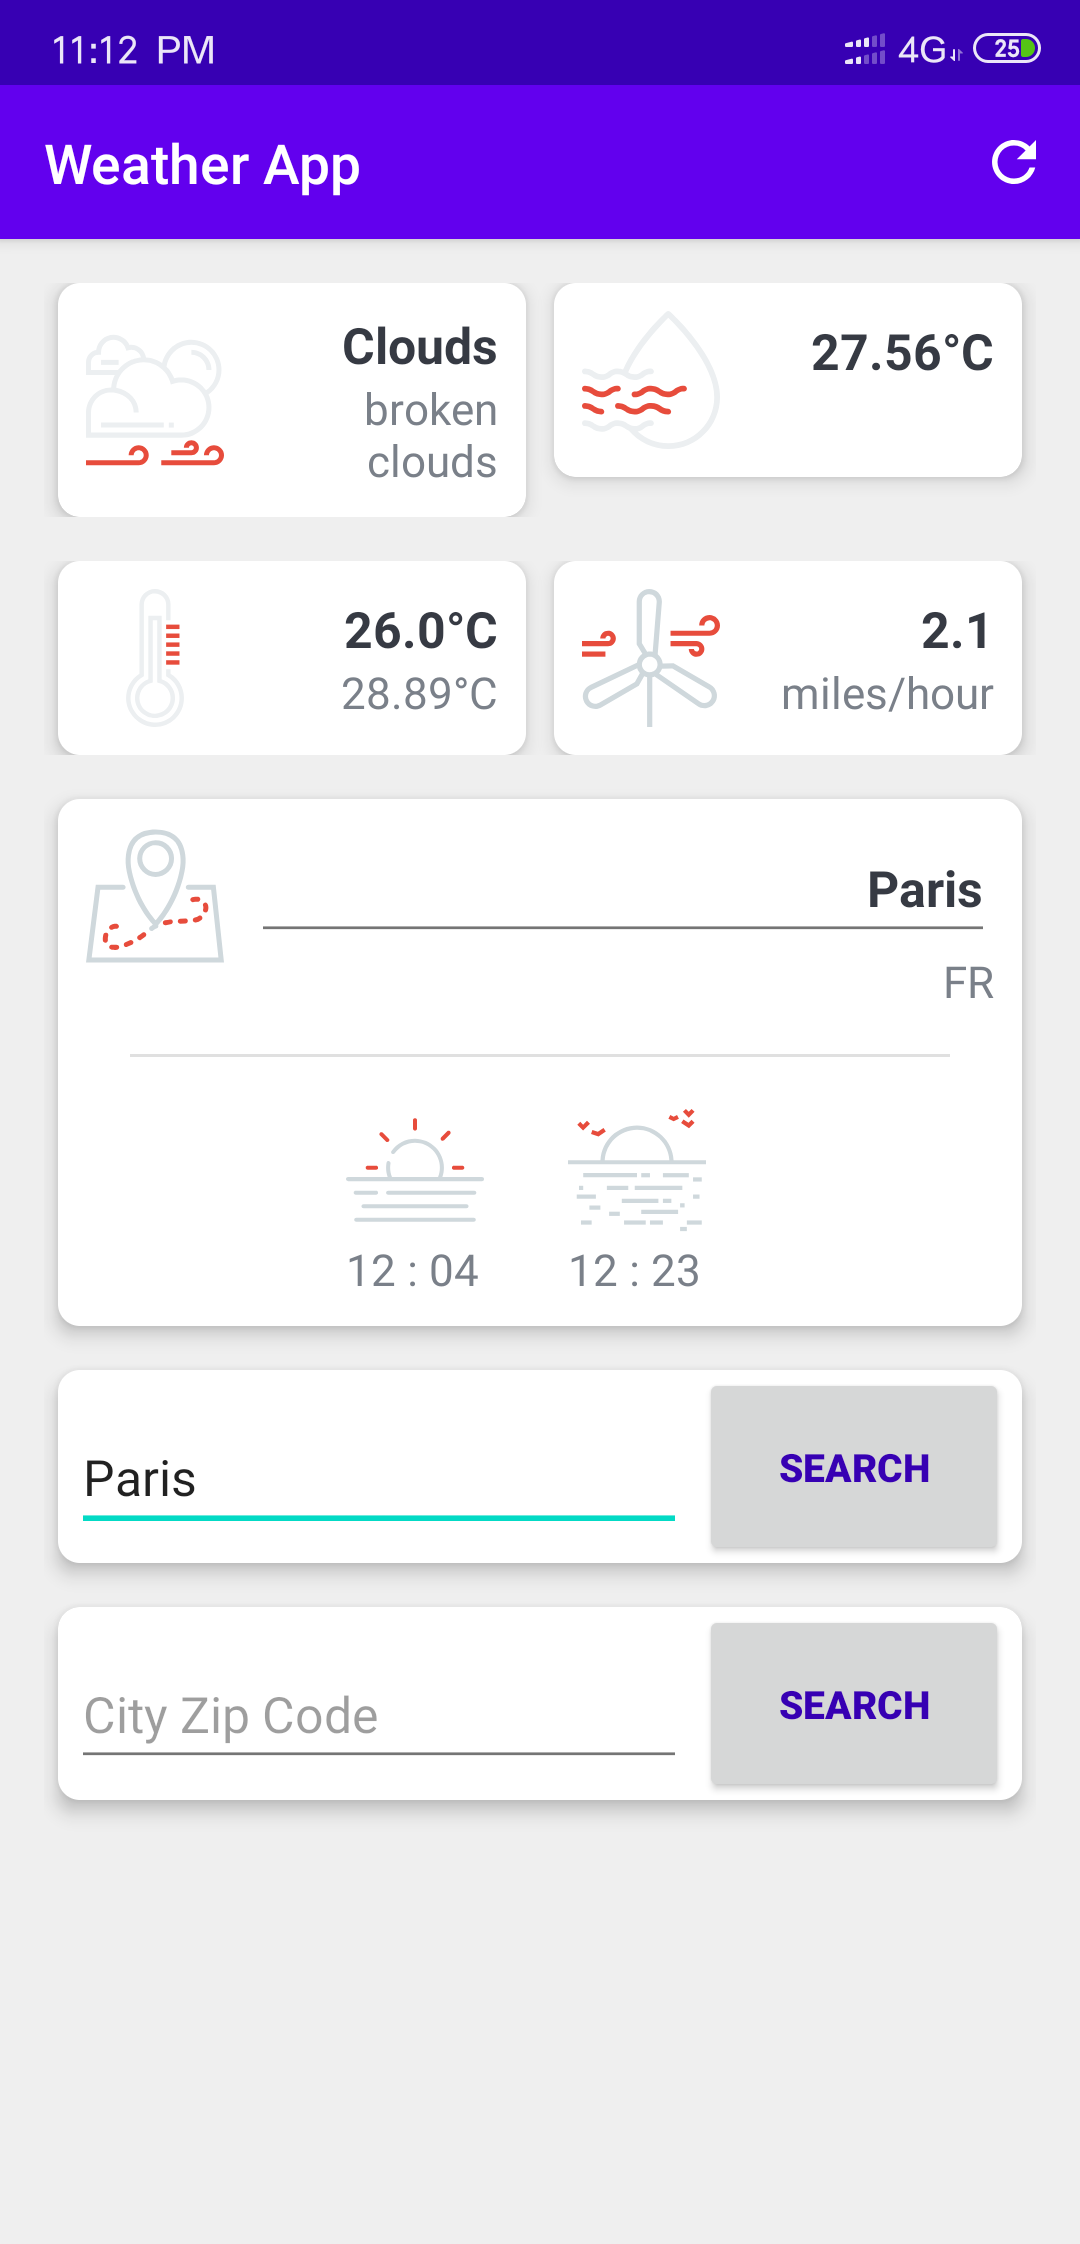 11:12 PM
4G
25
Weather App
Clouds
broken
clouds
27.56°C
26.0°C
28.89°C
2.1
miles/hour
Paris
FR
12 : 04
12 : 23
Paris
SEARCH
City Zip Code
SEARCH